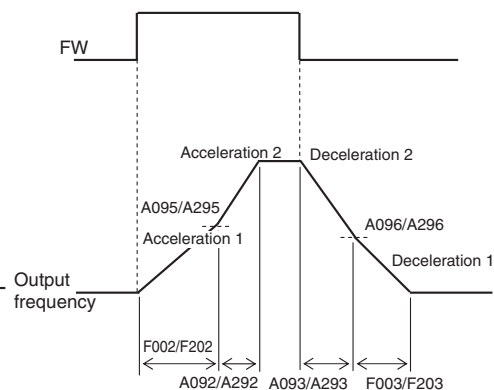 FW
Acceleration 2
Deceleration 2
A095/A295
A096/A296
Acceleration 1
Deceleration 1
Output
frequency
F002/F202
A092/A292
A093/A293
F003/F203